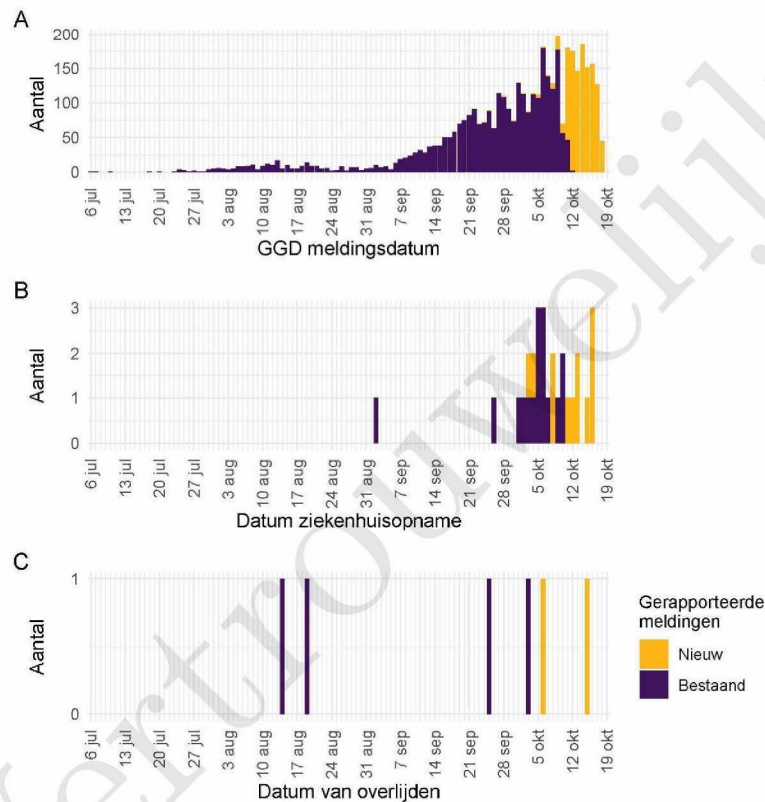 A
Aantal
200
150
100
50
0
6 jul
13 jul
20 jul
27 jul
3 aug
10 aug
17 aug
24 aug
31 aug
7 sep
14 sep
21 sep
28 sep
5 okt
12 okt
19 okt
GGD meldingsdatum
B
Aantal
3
2
1
0
6 jul
13 jul
20 jul
27 jul
3 aug
10 aug
17 aug
24 aug
31 aug
7 sep
14 sep
21 sep
28 sep
5 okt
12 okt
19 okt
Datum ziekenhuisopname
C
Aantal
1
0
6 jul
13 jul
20 jul
27 jul
3 aug
10 aug
17 aug
24 aug
31 aug
7 sep
14 sep
21 sep
28 sep
5 okt
12 okt
19 okt
Datum van overlijden
Gerapporteerde
meldingen
Nieuw
Bestaand